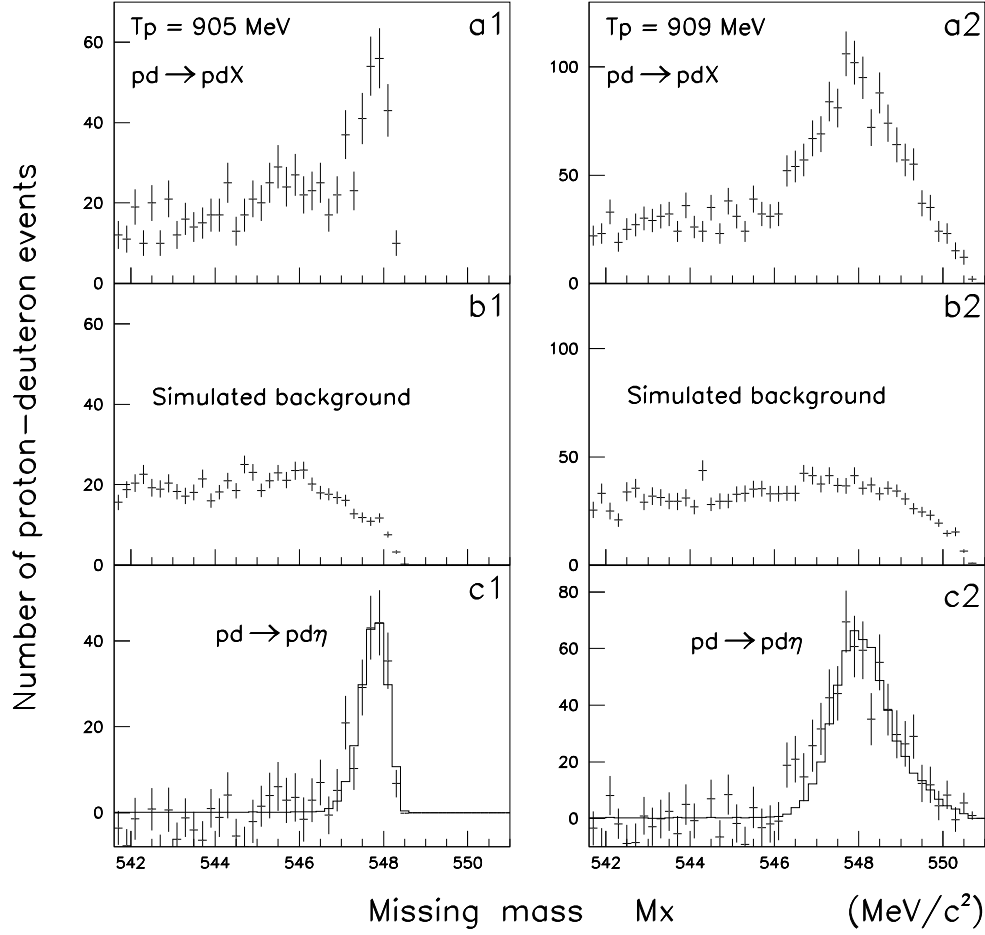 Number of proton-deuteron events
Tp = 905 MeV
a1
pd → pdX
60
40
20
0
Tp = 909 MeV
a2
pd → pdX
100
50
0
b1
Simulated background
60
40
20
0
b2
Simulated background
100
50
0
c1
pd → pdη
40
20
0
542 544 546 548 550
c2
pd → pdη
80
60
40
20
0
542 544 546 548 550
Missing mass Mx (MeV/c²)